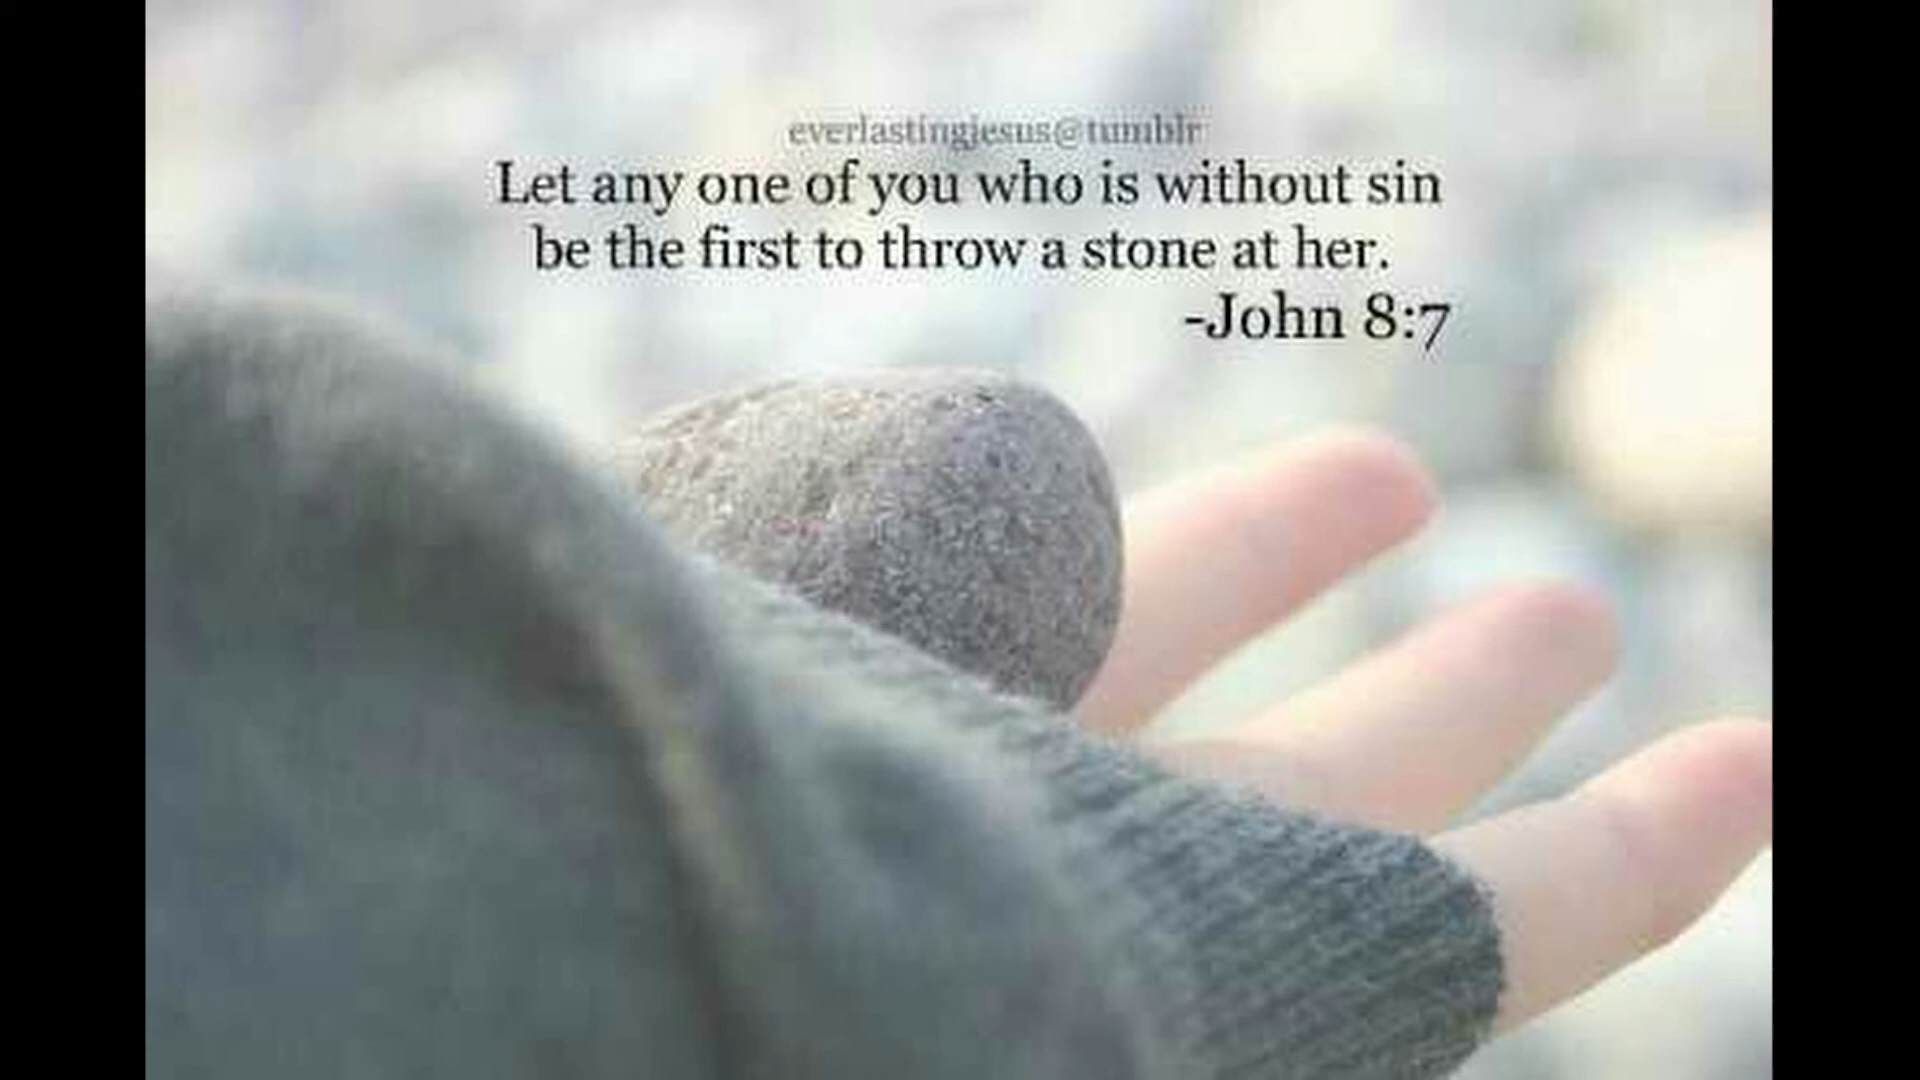 everlastingjesus@tumblr
Let any one of you who is without sin
be the first to throw a stone at her.
-John 8:7